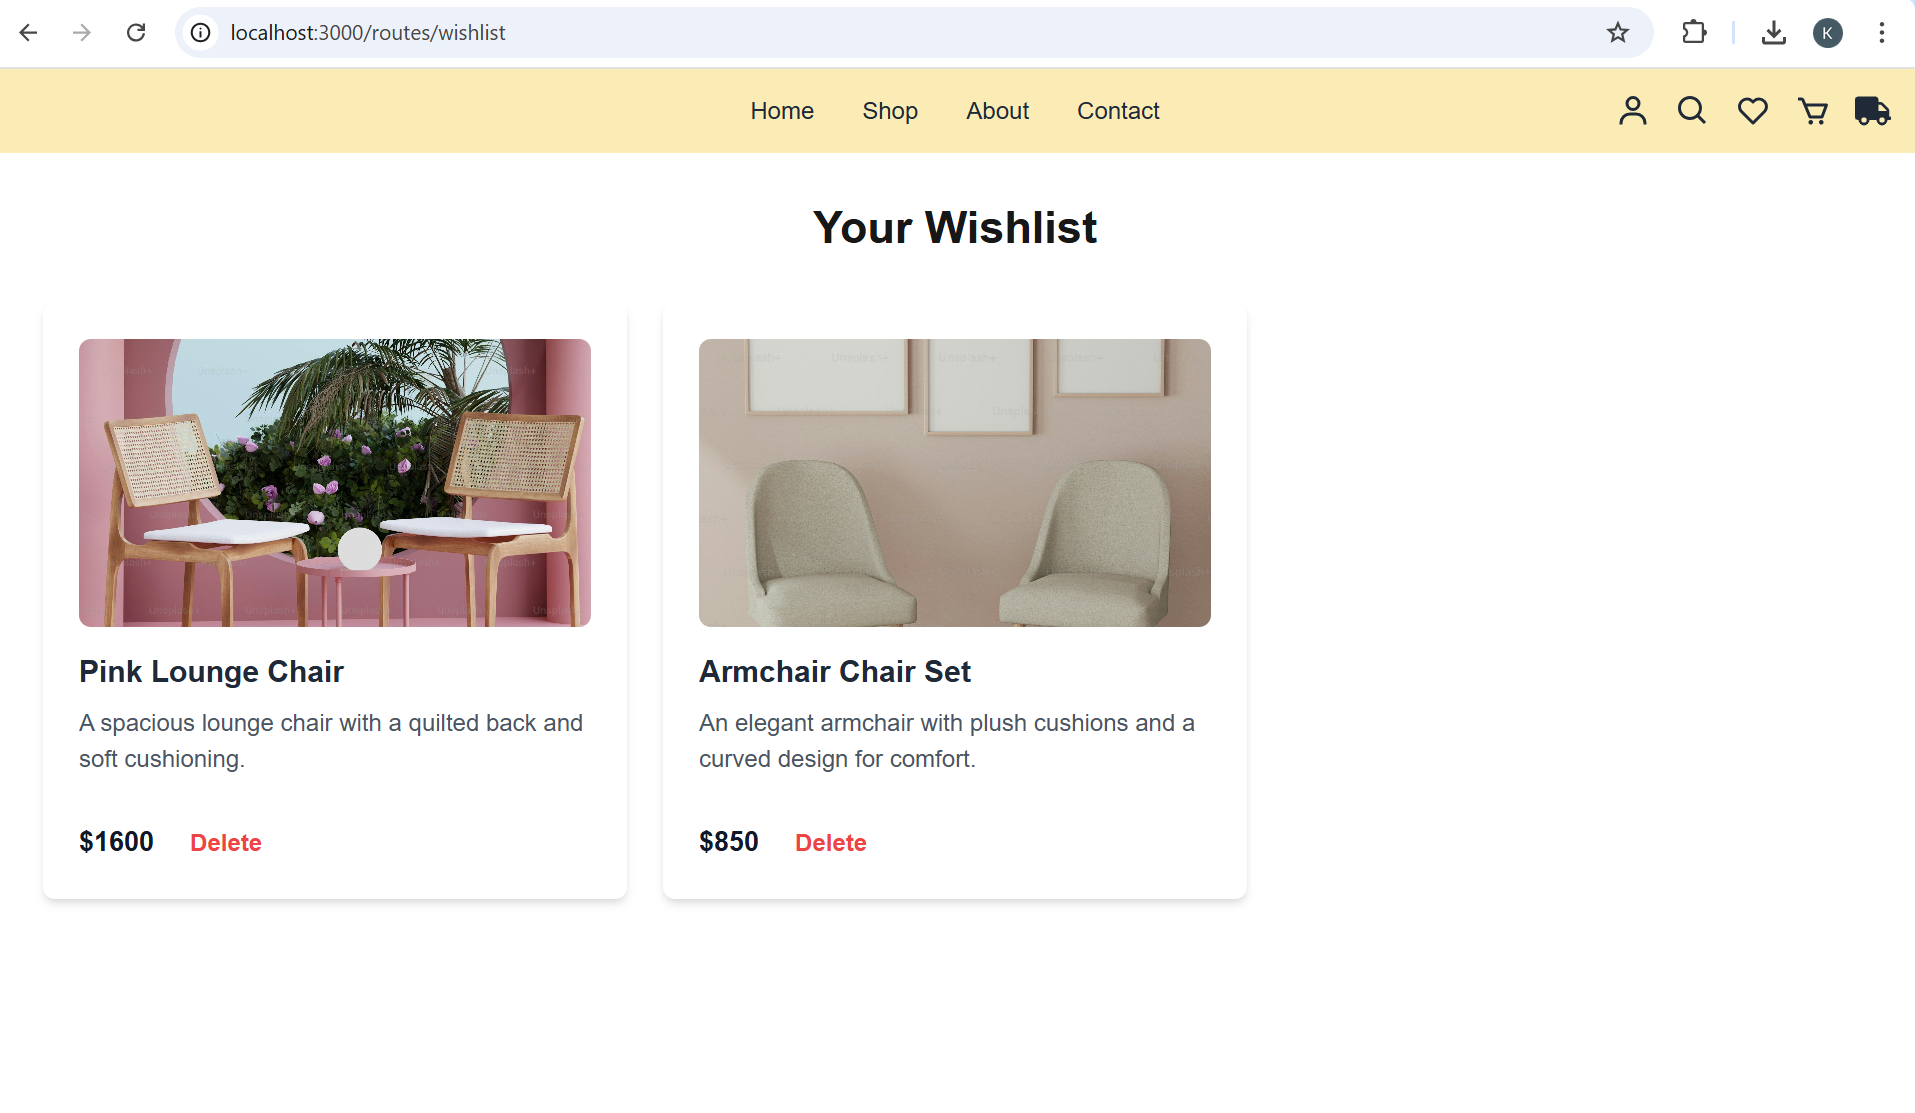 localhost:3000/routes/wishlist
K
Home Shop About Contact
Your Wishlist
Unsplash+
Unsplash+
Pink Lounge Chair
A spacious lounge chair with a quilted back and
soft cushioning.
$1600 Delete
Armchair Chair Set
An elegant armchair with plush cushions and a
curved design for comfort.
$850 Delete